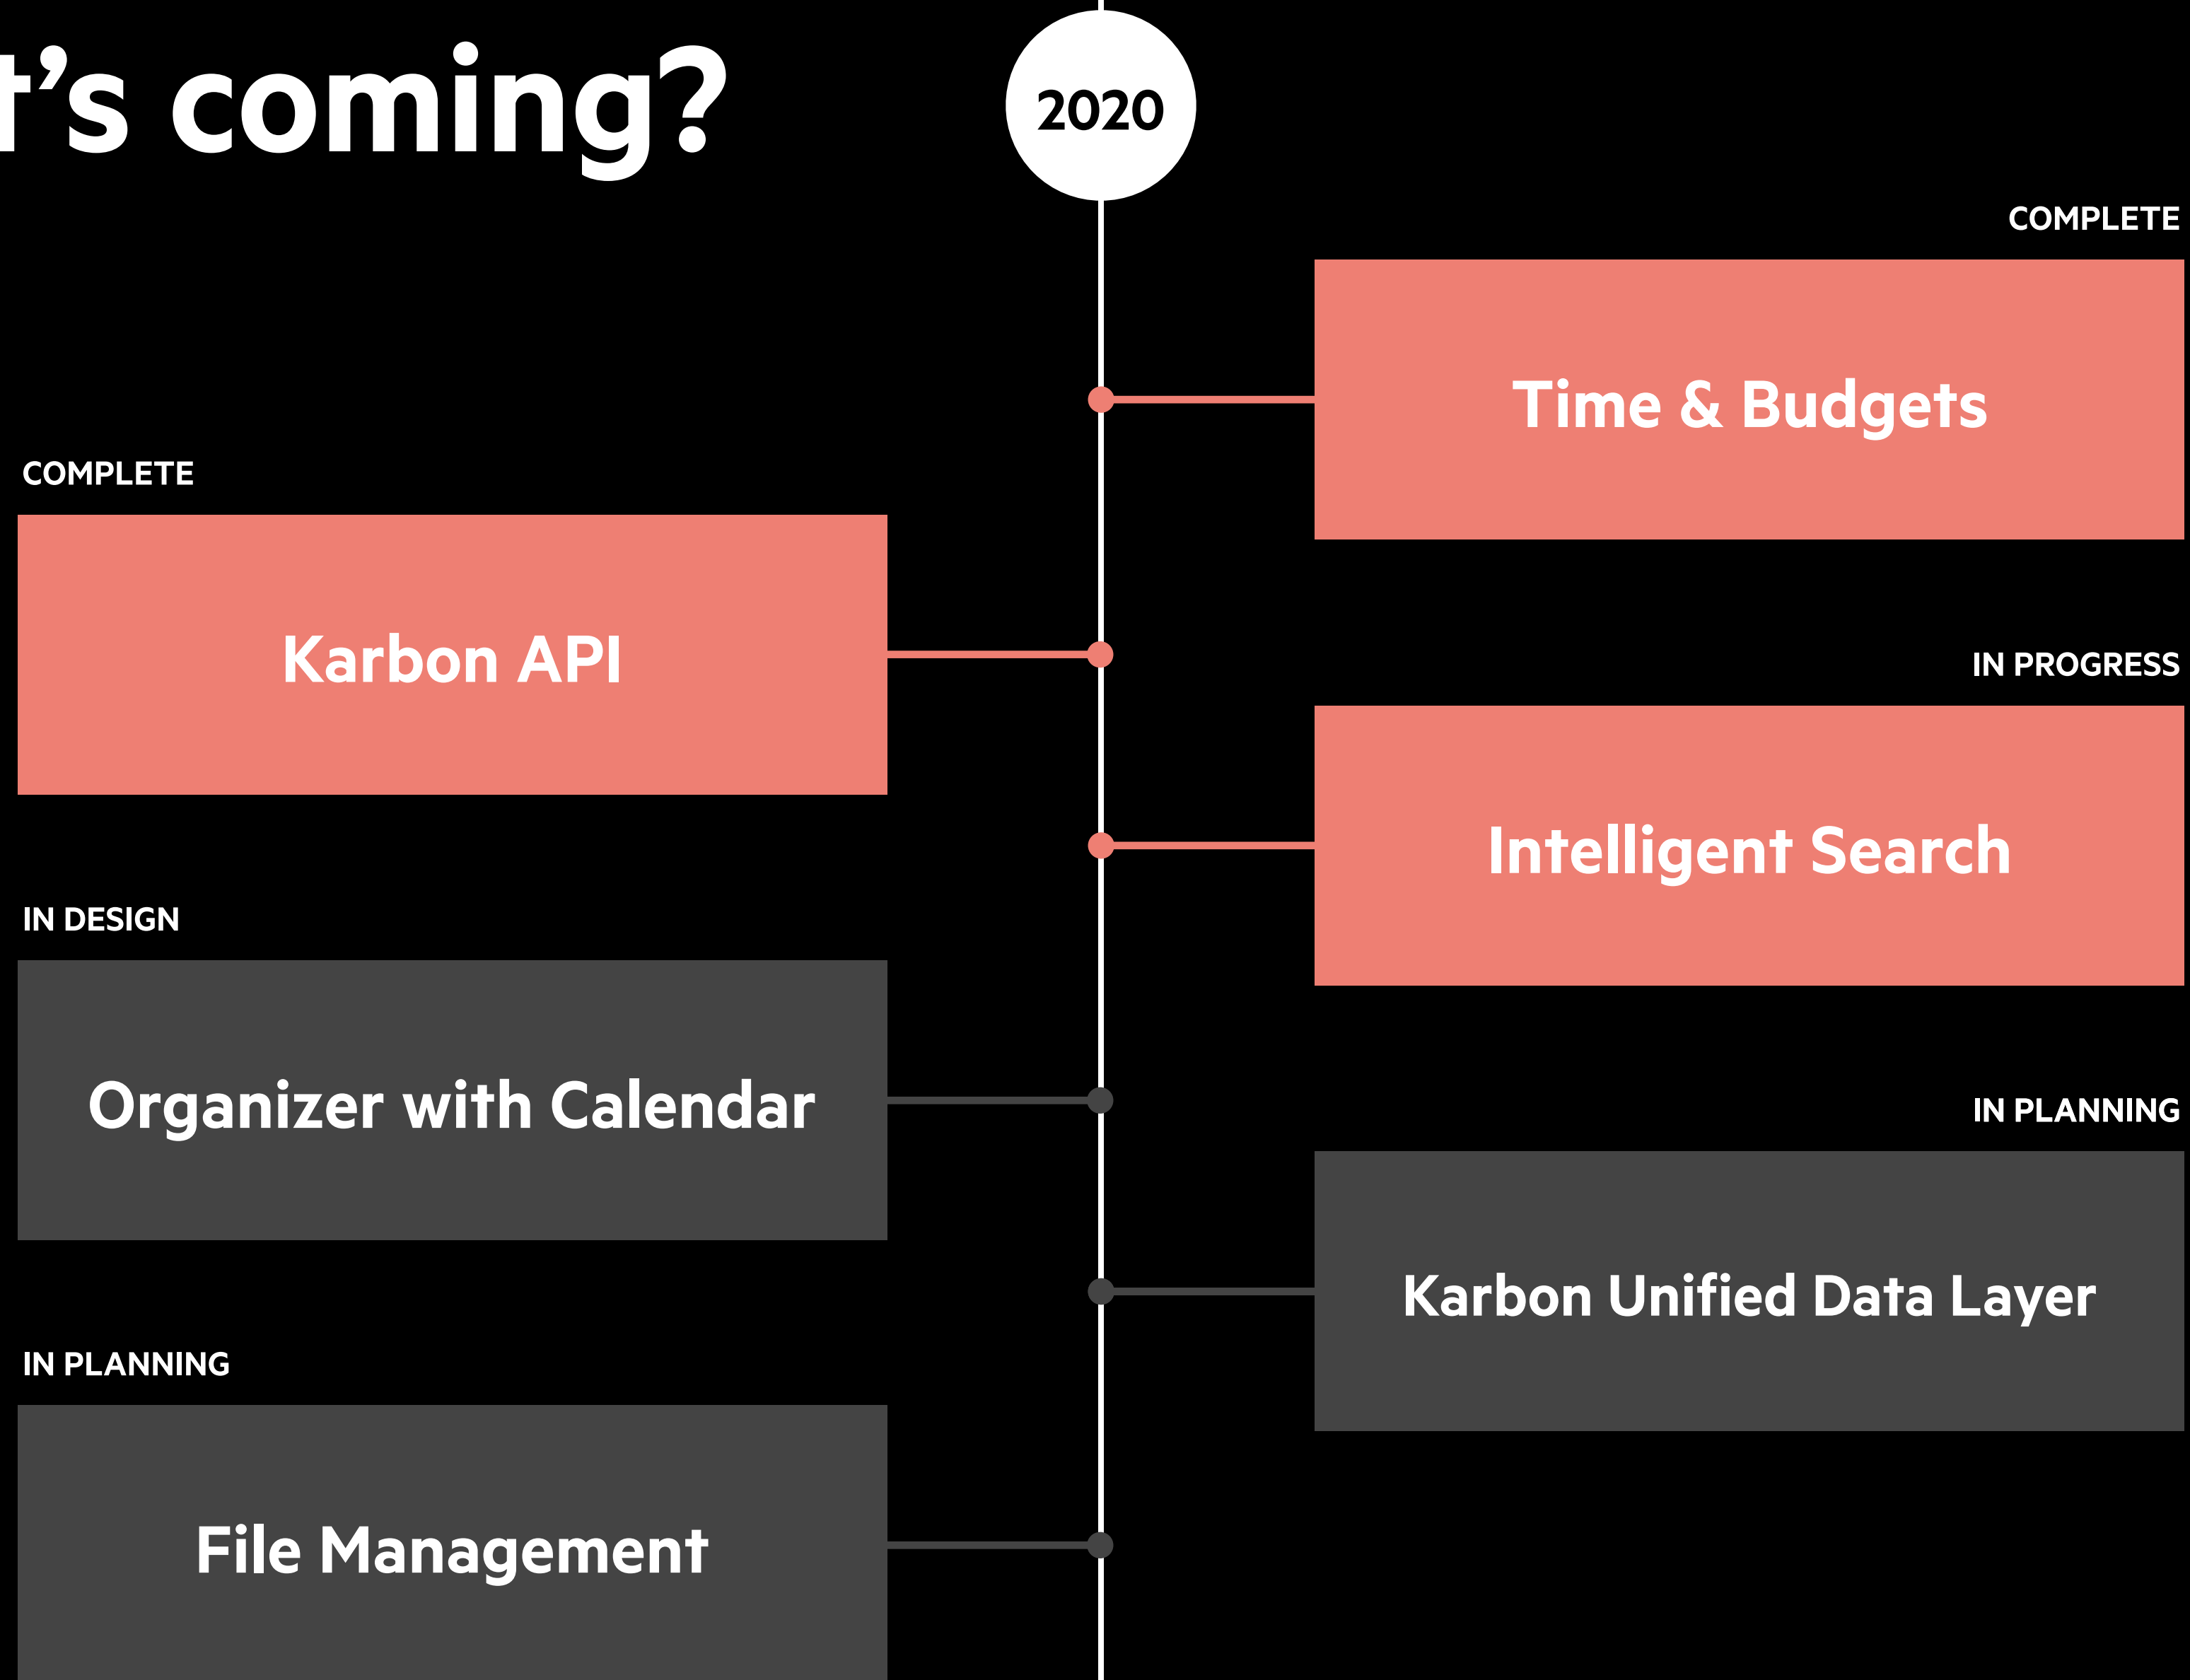 t’s coming?
2020
COMPLETE
Time & Budgets
COMPLETE
Karbon API
IN PROGRESS
Intelligent Search
IN DESIGN
Organizer with Calendar
IN PLANNING
Karbon Unified Data Layer
IN PLANNING
File Management